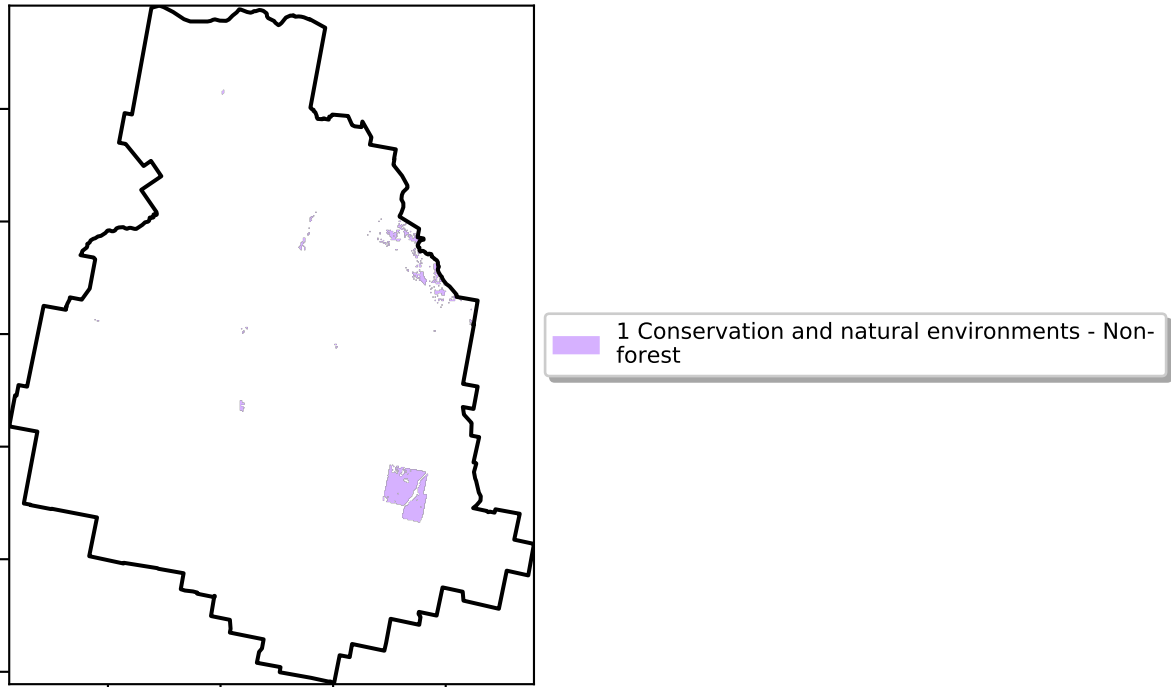 1 Conservation and natural environments - Non-
forest